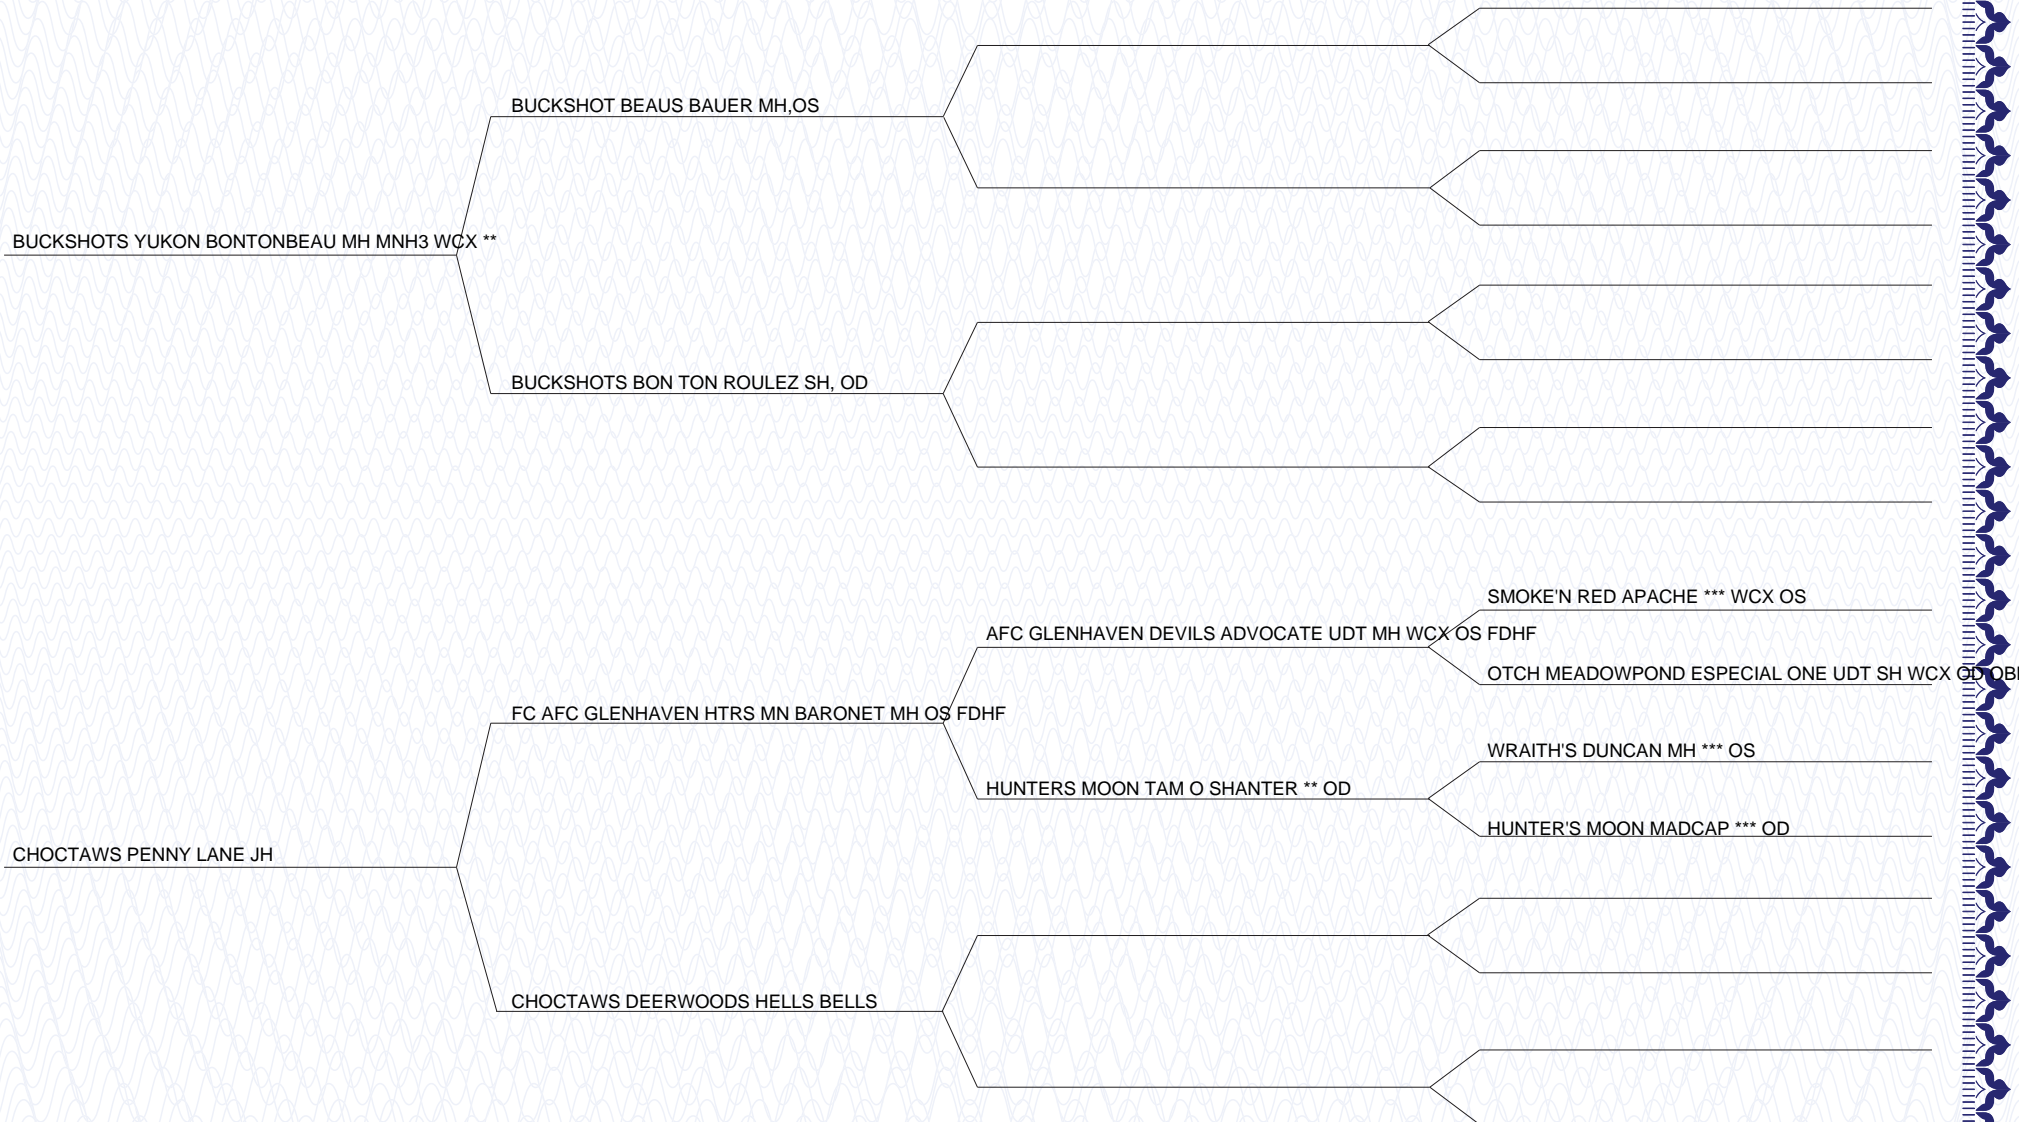 BUCKSHOT BEAUS BAUER MH,OS
BUCKSHOTS YUKON BONTONBEAU MH MNH3 WCX **
BUCKSHOTS BON TON ROULEZ SH, OD
SMOKE'N RED APACHE *** WCX OS
AFC GLENHAVEN DEVILS ADVOCATE UDT MH WCX OS FDHF
OTCH MEADOWPOND ESPECIAL ONE UDT SH WCX OD
FC AFC GLENHAVEN HTRS MN BARONET MH OS FDHF
WRAITH'S DUNCAN MH *** OS
HUNTERS MOON TAM O SHANTER ** OD
HUNTER'S MOON MADCAP *** OD
CHOCTAWS PENNY LANE JH
CHOCTAWS DEERWOODS HELLS BELLS